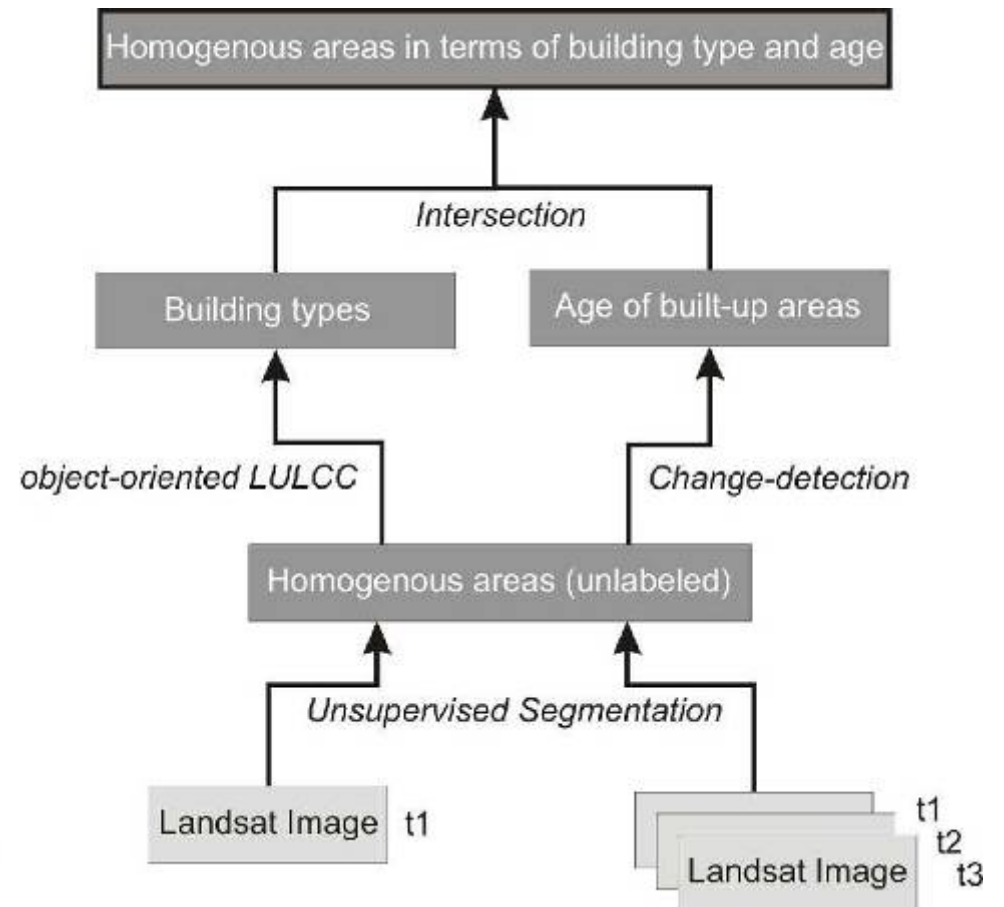 Homogenous areas in terms of building type and age
Intersection
Building types
Age of built-up areas
object-oriented LULCC
Change-detection
Homogenous areas (unlabeled)
Unsupervised Segmentation
Landsat Image t1
t1
t2
Landsat Image t3